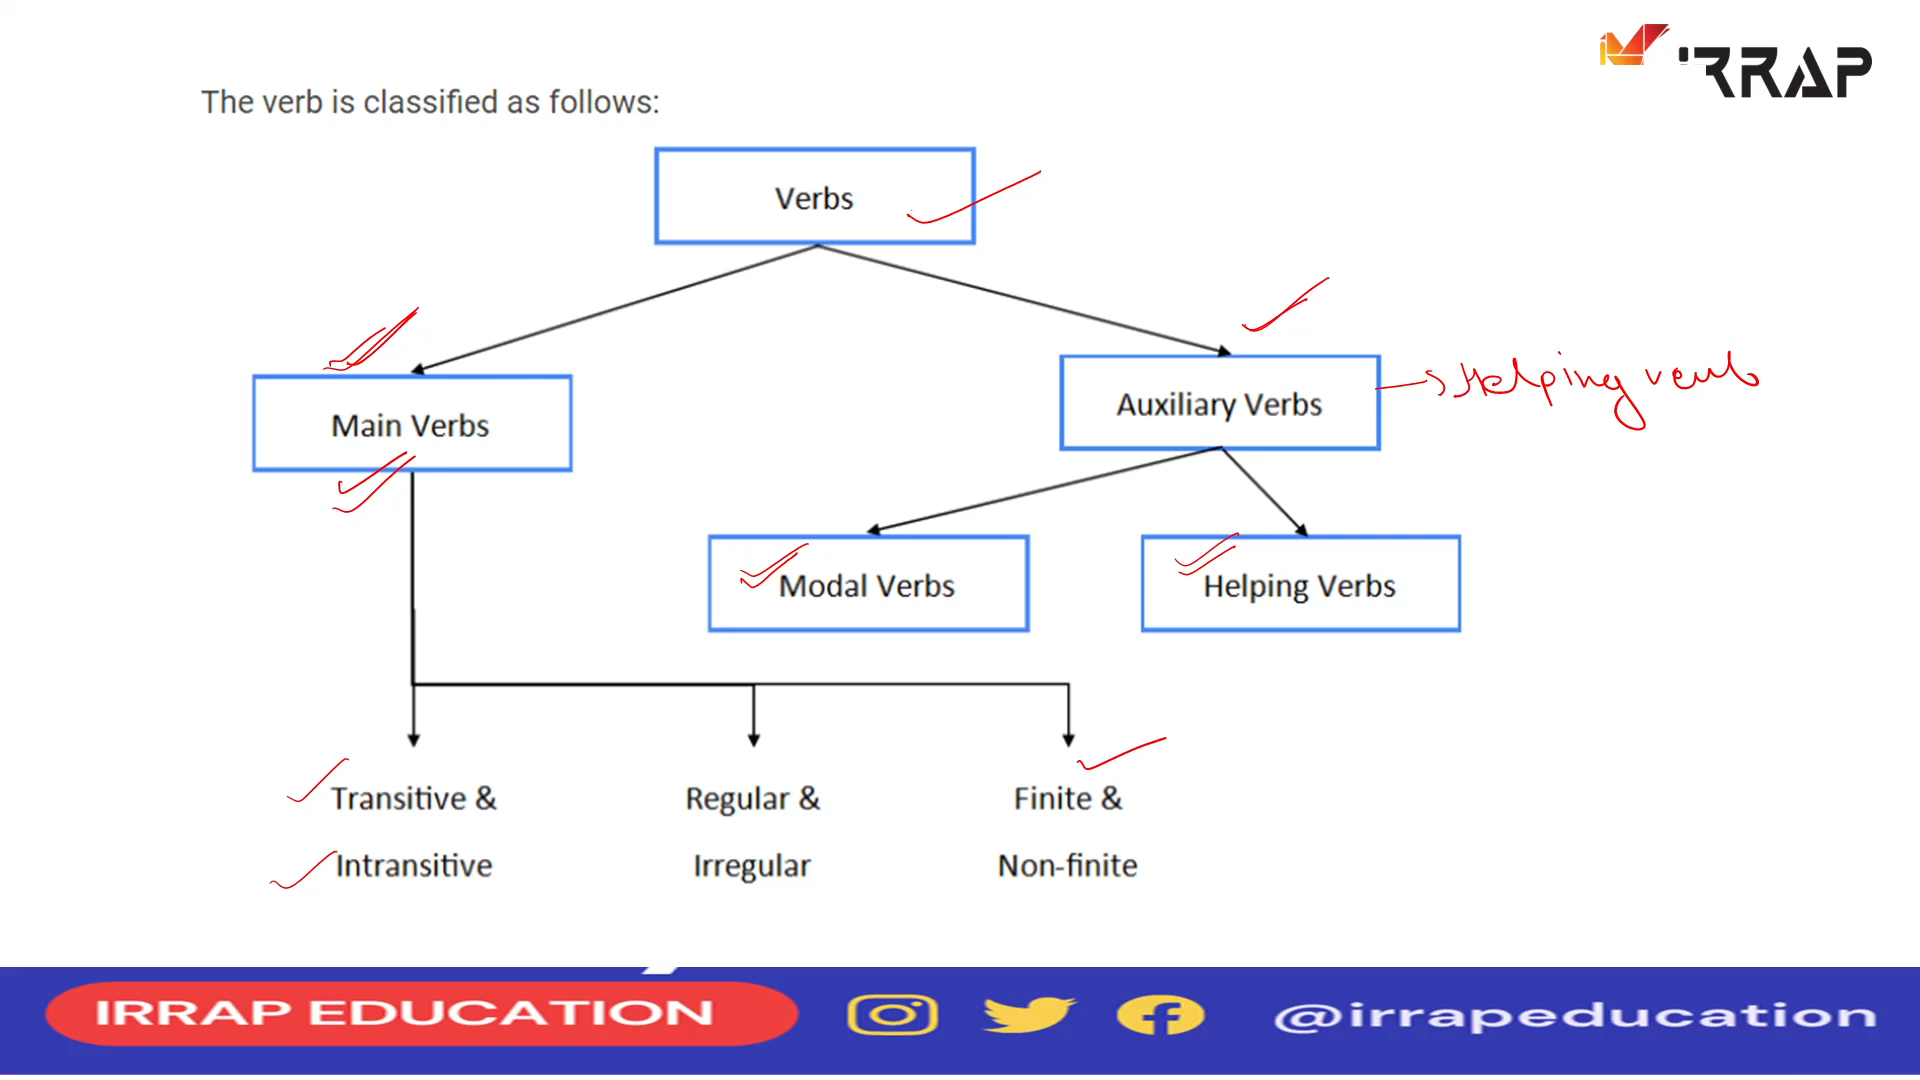 IRRAP
The verb is classified as follows:
Verbs
Main Verbs
Auxiliary Verbs
Helping verb
Modal Verbs
Helping Verbs
Transitive &
Intransitive
Regular &
Irregular
Finite &
Non-finite
IRRAP EDUCATION
@irrapeducation